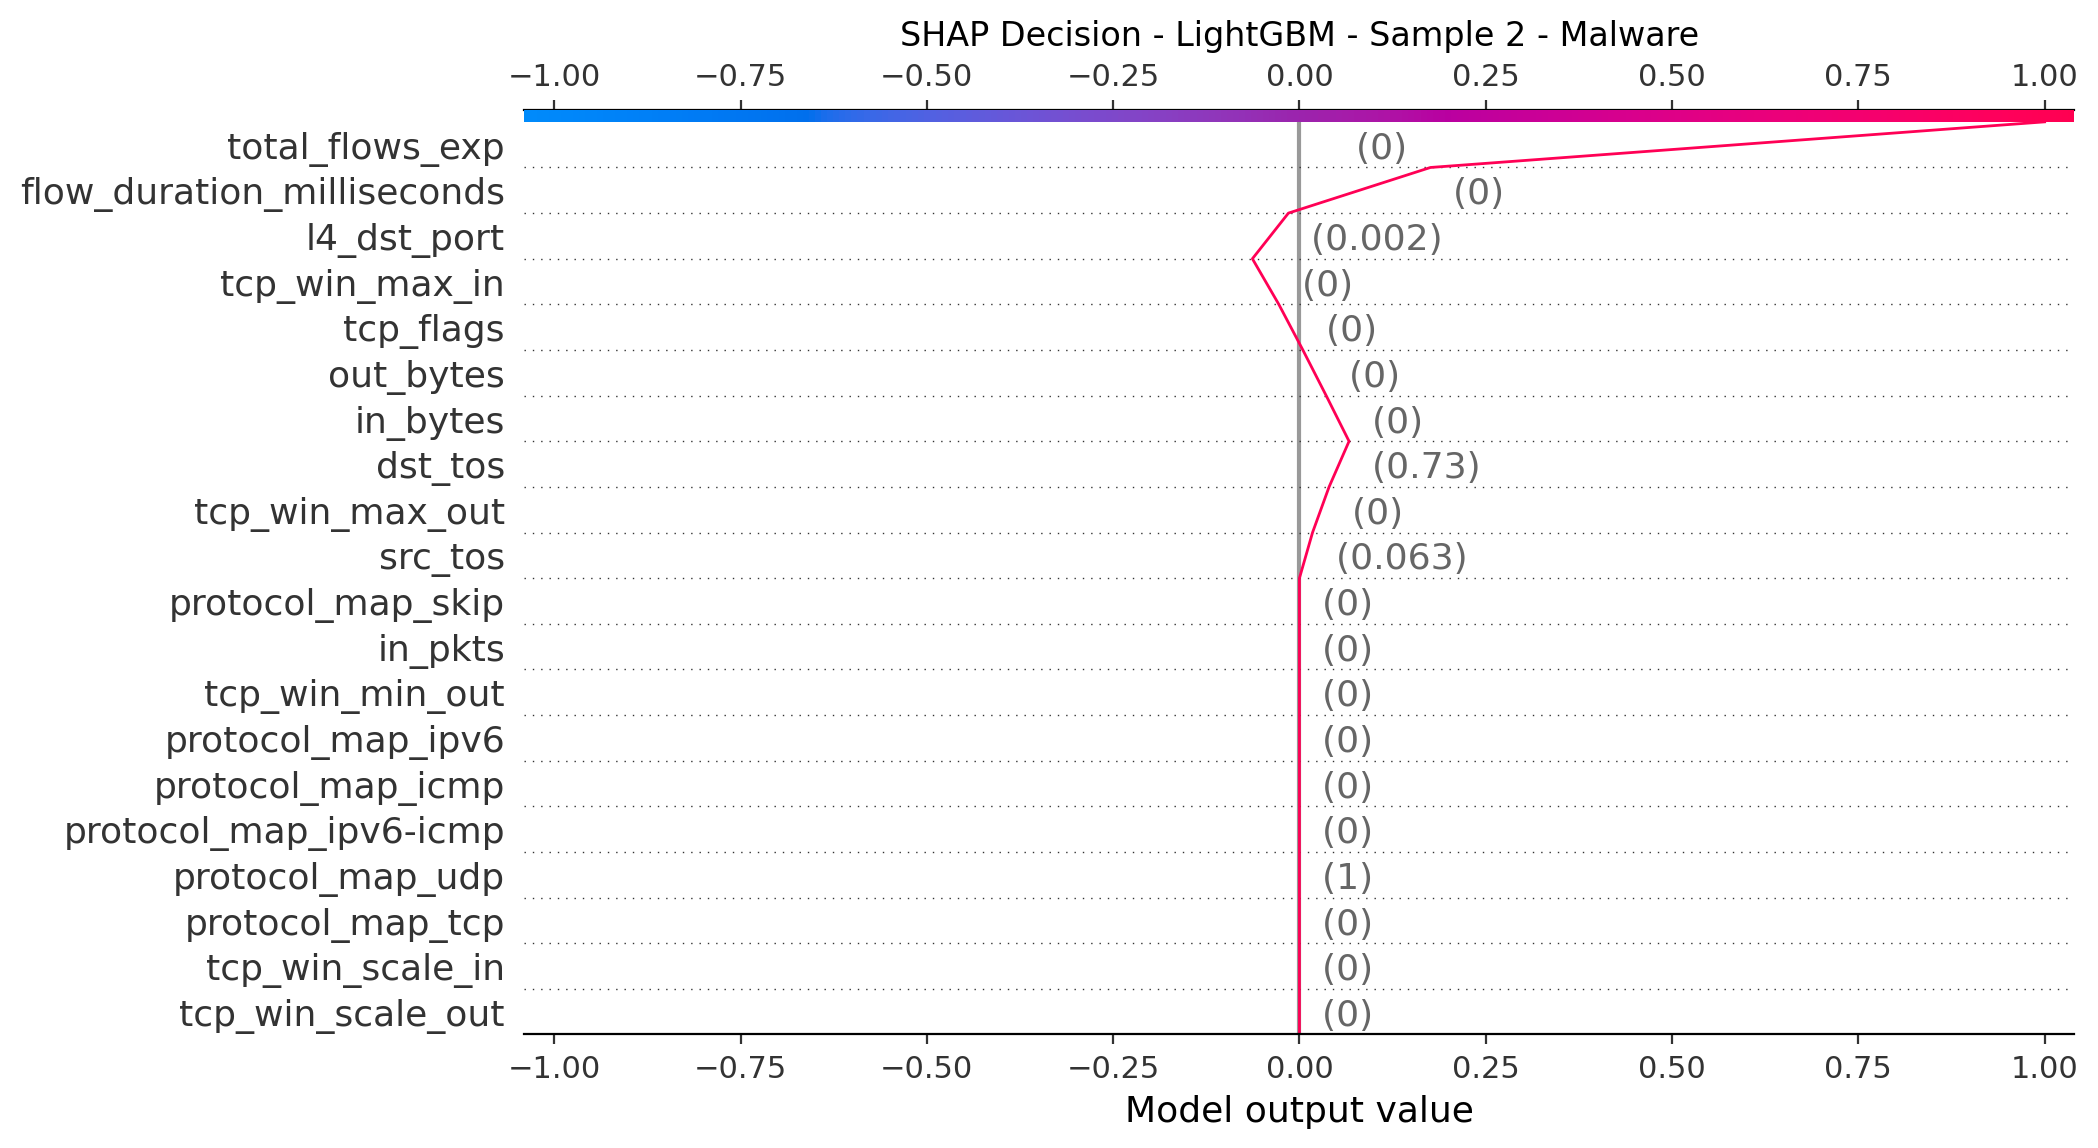 SHAP Decision - LightGBM - Sample 2 - Malware
−1.00 −0.75 −0.50 −0.25 0.00 0.25 0.50 0.75 1.00
total_flows_exp (0)
flow_duration_milliseconds (0)
l4_dst_port (0.002)
tcp_win_max_in (0)
tcp_flags (0)
out_bytes (0)
in_bytes (0)
dst_tos (0.73)
tcp_win_max_out (0)
src_tos (0.063)
protocol_map_skip (0)
in_pkts (0)
tcp_win_min_out (0)
protocol_map_ipv6 (0)
protocol_map_icmp (0)
protocol_map_ipv6-icmp (0)
protocol_map_udp (1)
protocol_map_tcp (0)
tcp_win_scale_in (0)
tcp_win_scale_out (0)
−1.00 −0.75 −0.50 −0.25 0.00 0.25 0.50 0.75 1.00
Model output value